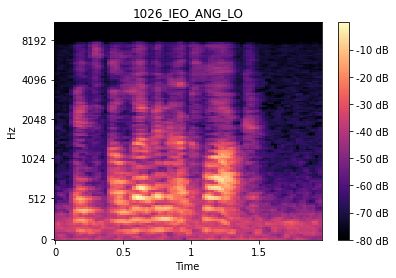 1026_IEO_ANG_LO
8192
4096
2048
1024
512
0
Hz
0
0.5
1
1.5
Time
-10 dB
-20 dB
-30 dB
-40 dB
-50 dB
-60 dB
-70 dB
-80 dB